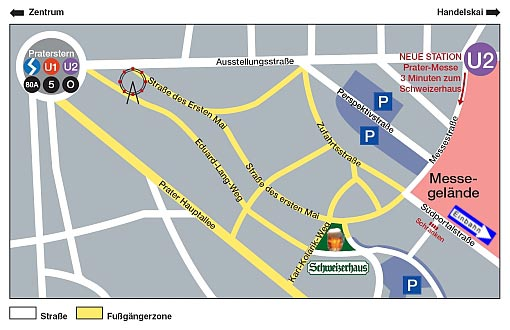 Zentrum
Handelskai
Praterstern
S U1 U2
80A 5 O
Ausstellungsstraße
NEUE STATION
Prater-Messe
3 Minuten zum
Schweizerhaus
U2
Straße des Ersten Mai
Perspektivstraße
P
P
Zufahrtsstraße
Messestraße
Eduard-Lang-Weg
Straße des ersten Mai
Messe-
gelände
Prater Hauptallee
Südportalstraße
Einbahn
Schranken
Karl-Kolarik-Weg
Schweizerhaus
P
Straße
Fußgängerzone